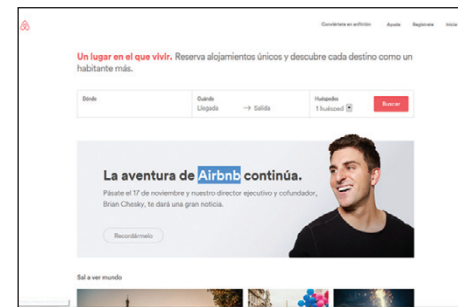 Conviértete en anfitrión Ayuda Regístrate Inicia
Un lugar en el que vivir. Reserva alojamientos únicos y descubre cada destino como un
habitante más.
Dónde Cuándo Huéspedes
Llegada → Salida 1 huésped Buscar
La aventura de Airbnb continúa.
Pásate el 17 de noviembre y nuestro director ejecutivo y cofundador,
Brian Chesky, te dará una gran noticia.
Recordármelo
Sal a ver mundo